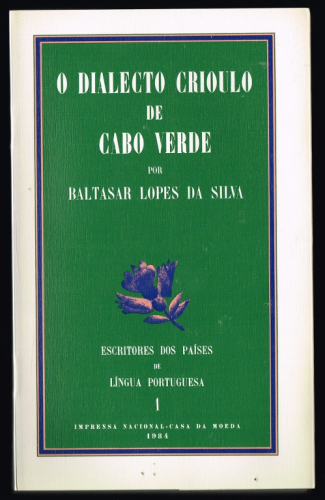 O DIALECTO CRIOULO
DE
CABO VERDE
POR
BALTASAR LOPES DA SILVA
ESCRITORES DOS PAÍSES
DE
LÍNGUA PORTUGUESA
1
IMPRENSA NACIONAL-CASA DA MOEDA
1984